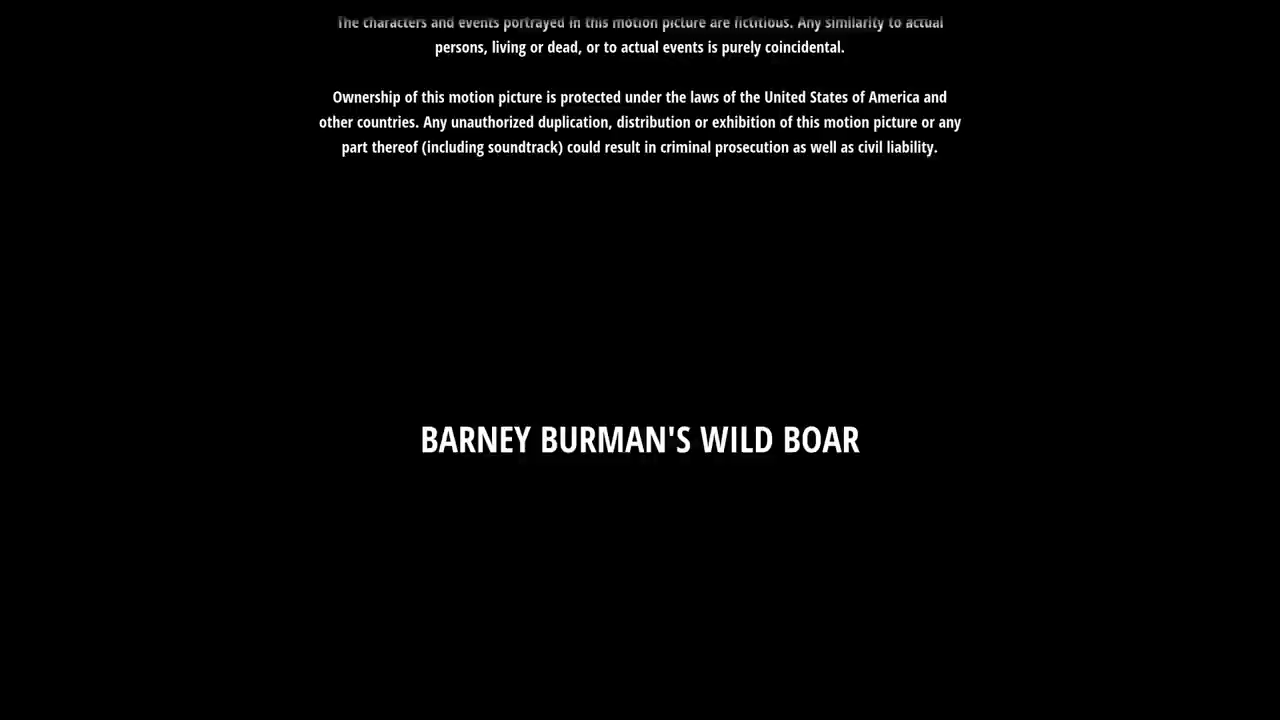 The characters and events portrayed in this motion picture are fictitious. Any similarity to actual
persons, living or dead, or to actual events is purely coincidental.
Ownership of this motion picture is protected under the laws of the United States of America and
other countries. Any unauthorized duplication, distribution or exhibition of this motion picture or any
part thereof (including soundtrack) could result in criminal prosecution as well as civil liability.
BARNEY BURMAN'S WILD BOAR